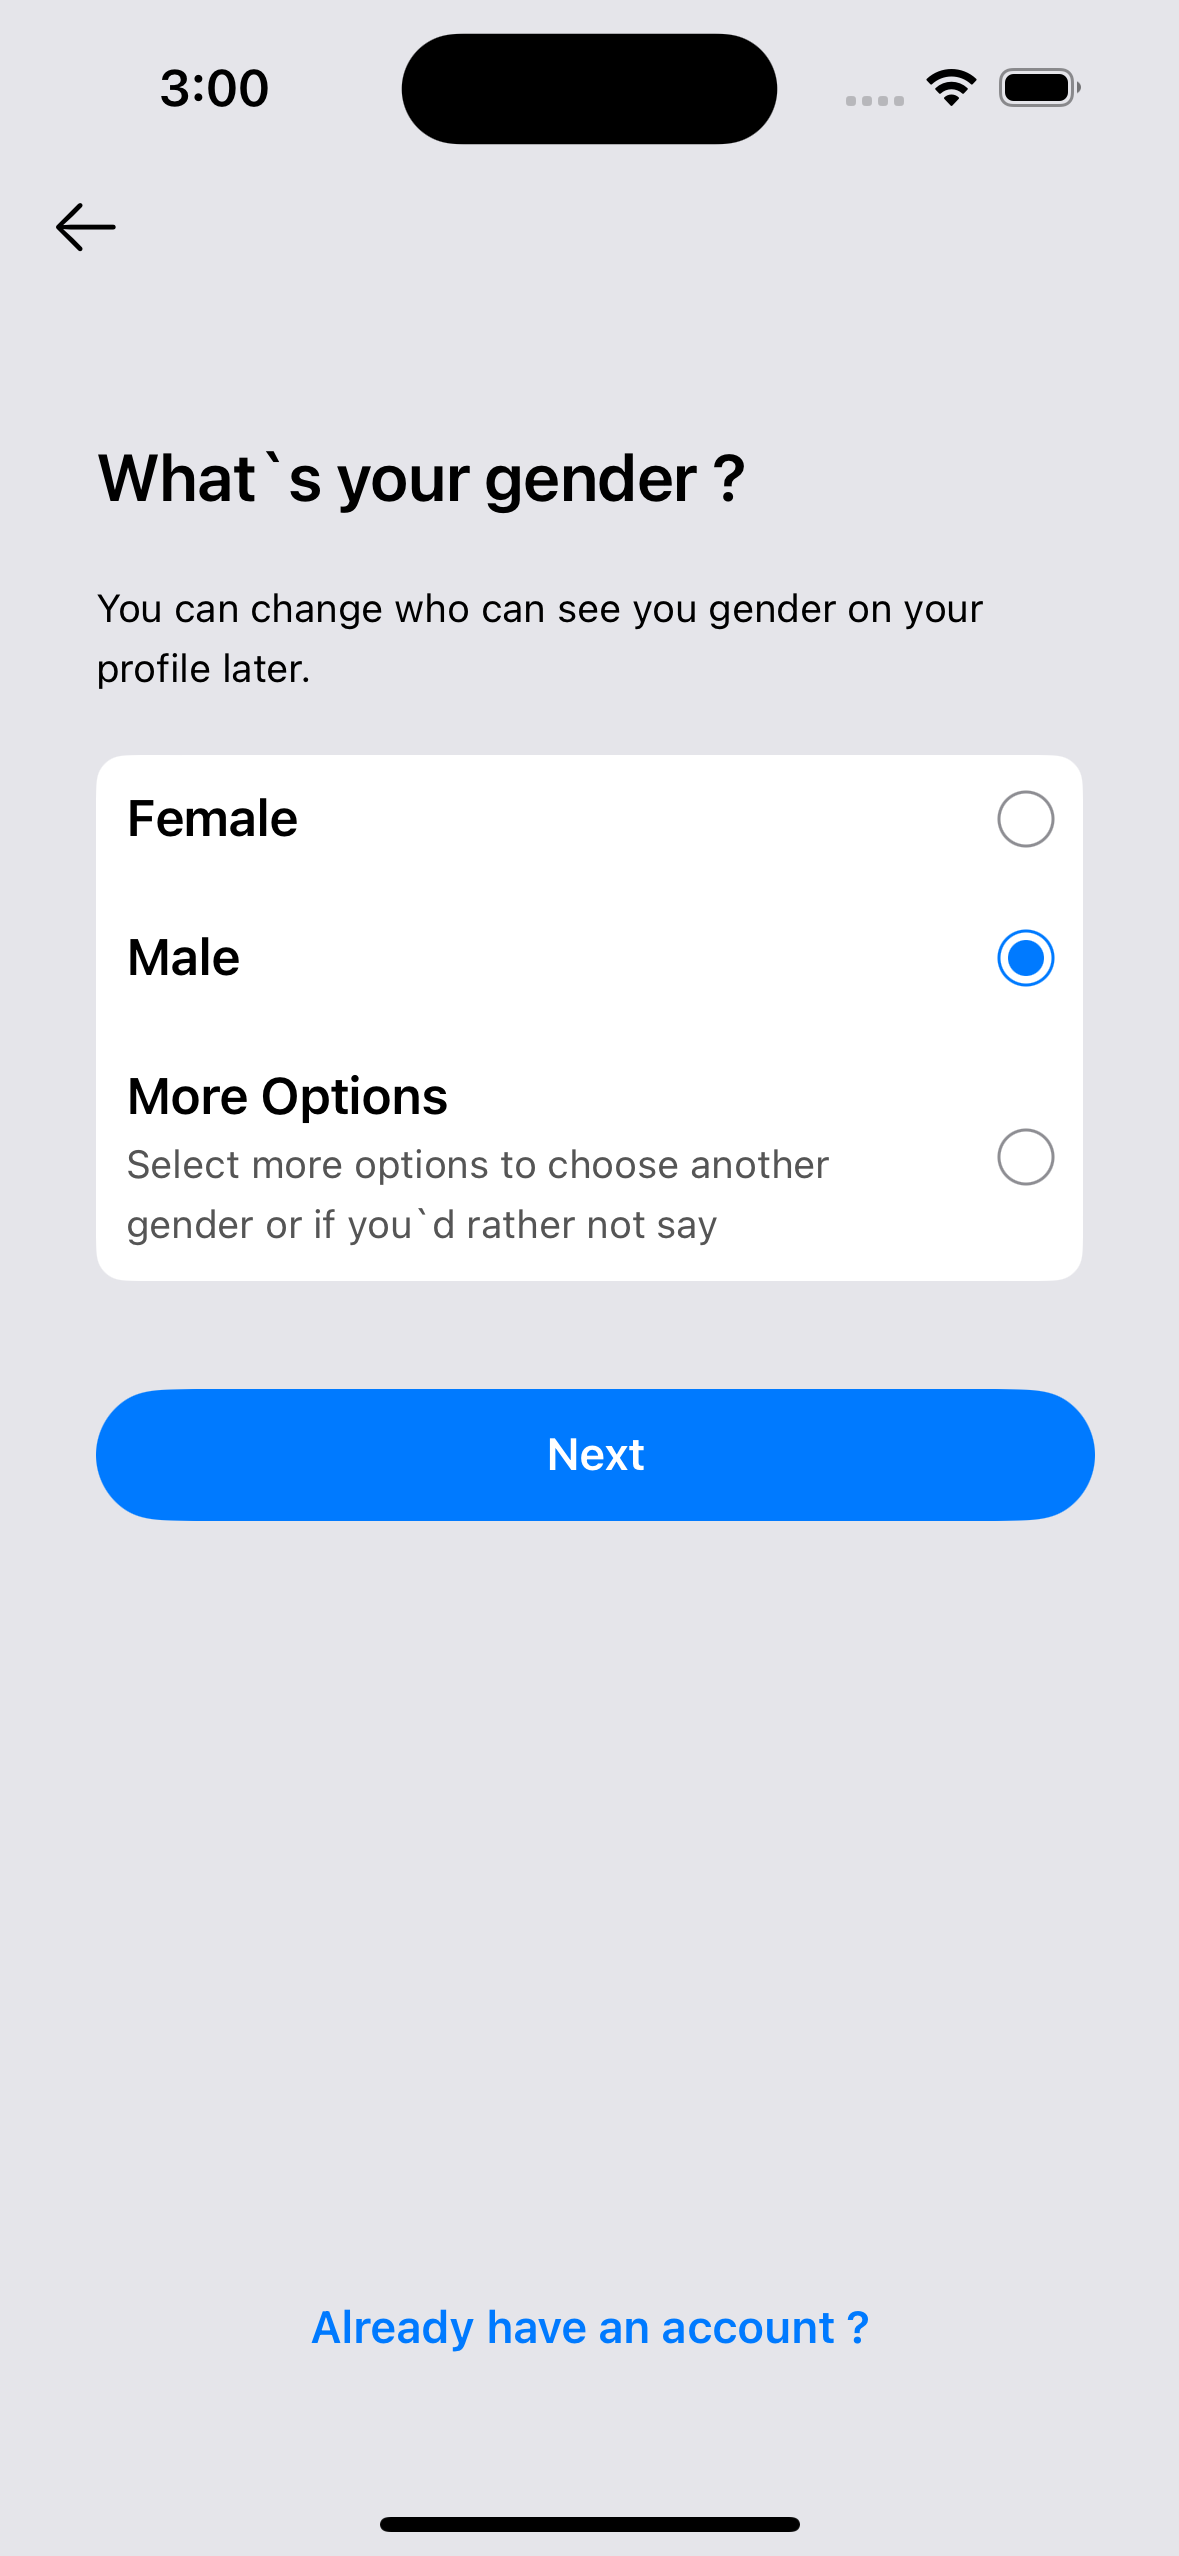 3:00
What`s your gender ?
You can change who can see you gender on your
profile later.
Female
Male
More Options
Select more options to choose another
gender or if you`d rather not say
Next
Already have an account ?